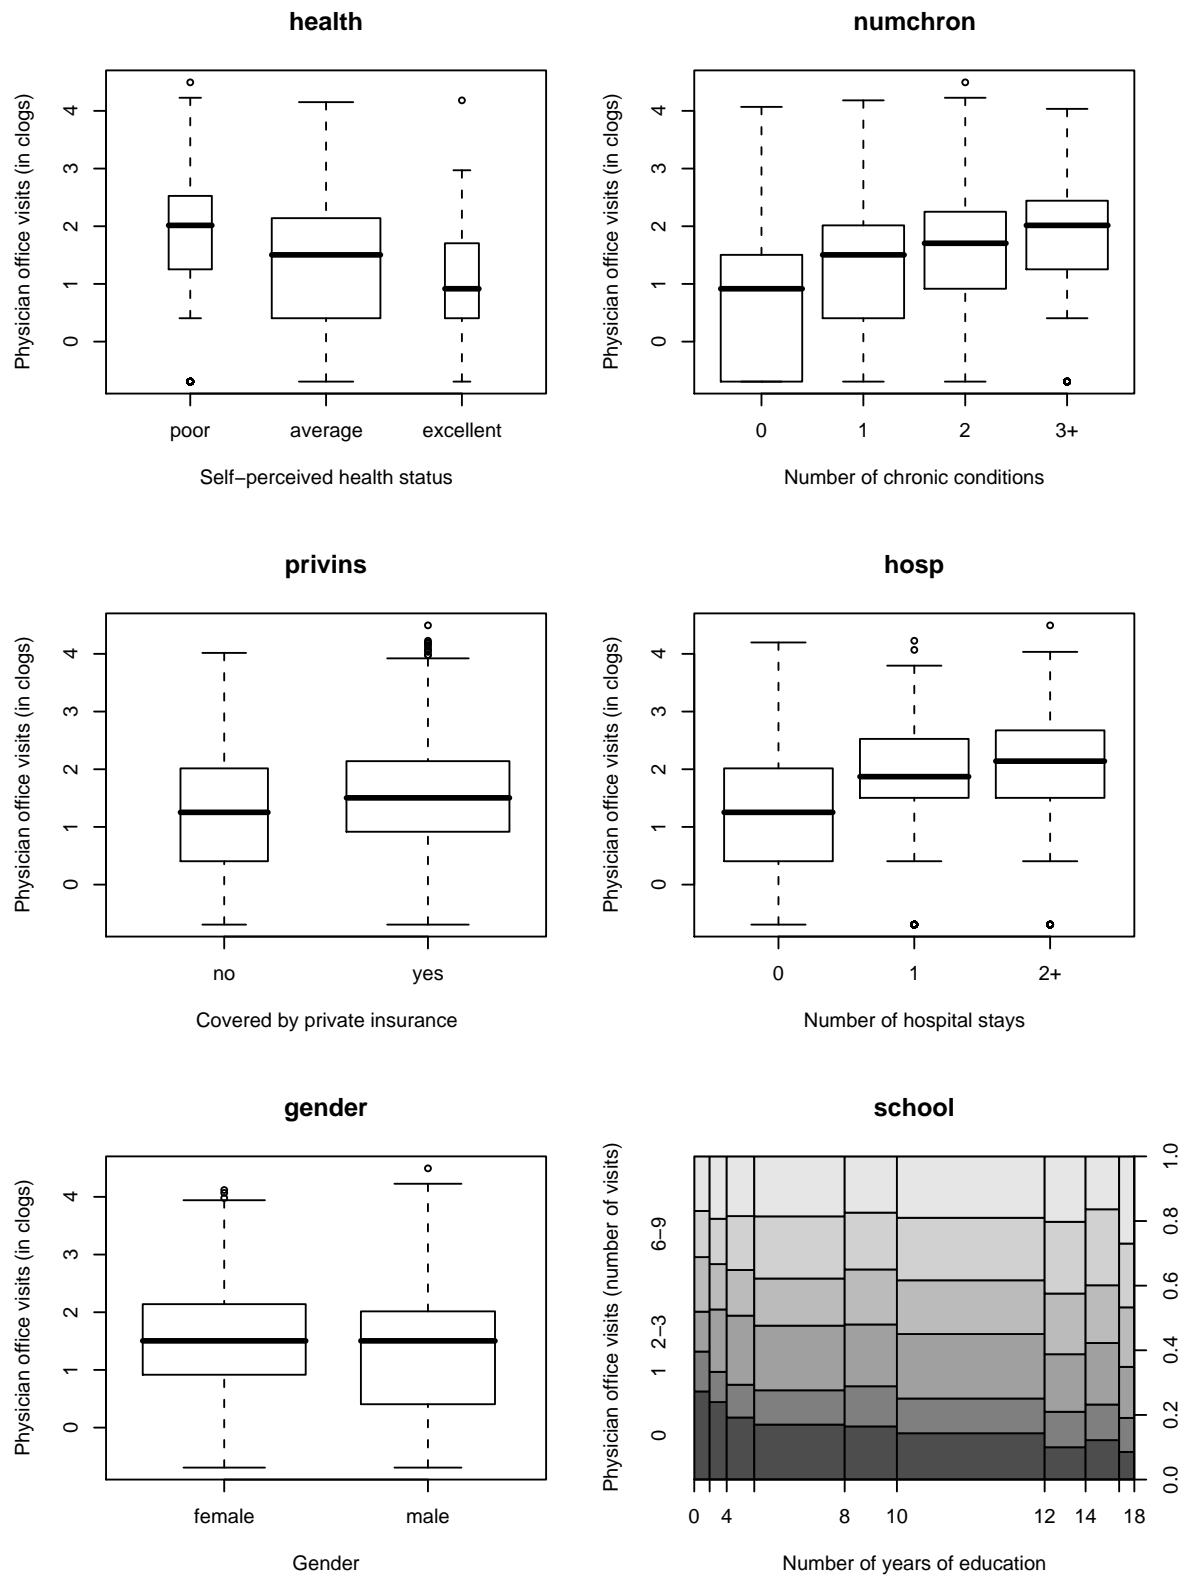 health
numchron
Physician office visits (in clogs)
0 1 2 3 4
poor average excellent
Self−perceived health status
Physician office visits (in clogs)
0 1 2 3 4
0 1 2 3+
Number of chronic conditions
privins
hosp
Physician office visits (in clogs)
0 1 2 3 4
no yes
Covered by private insurance
Physician office visits (in clogs)
0 1 2 3 4
0 1 2+
Number of hospital stays
gender
school
Physician office visits (in clogs)
0 1 2 3 4
female male
Gender
Physician office visits (number of visits)
0 1 2−3 6−9
0.0 0.2 0.4 0.6 0.8 1.0
0 4 8 10 12 14 18
Number of years of education